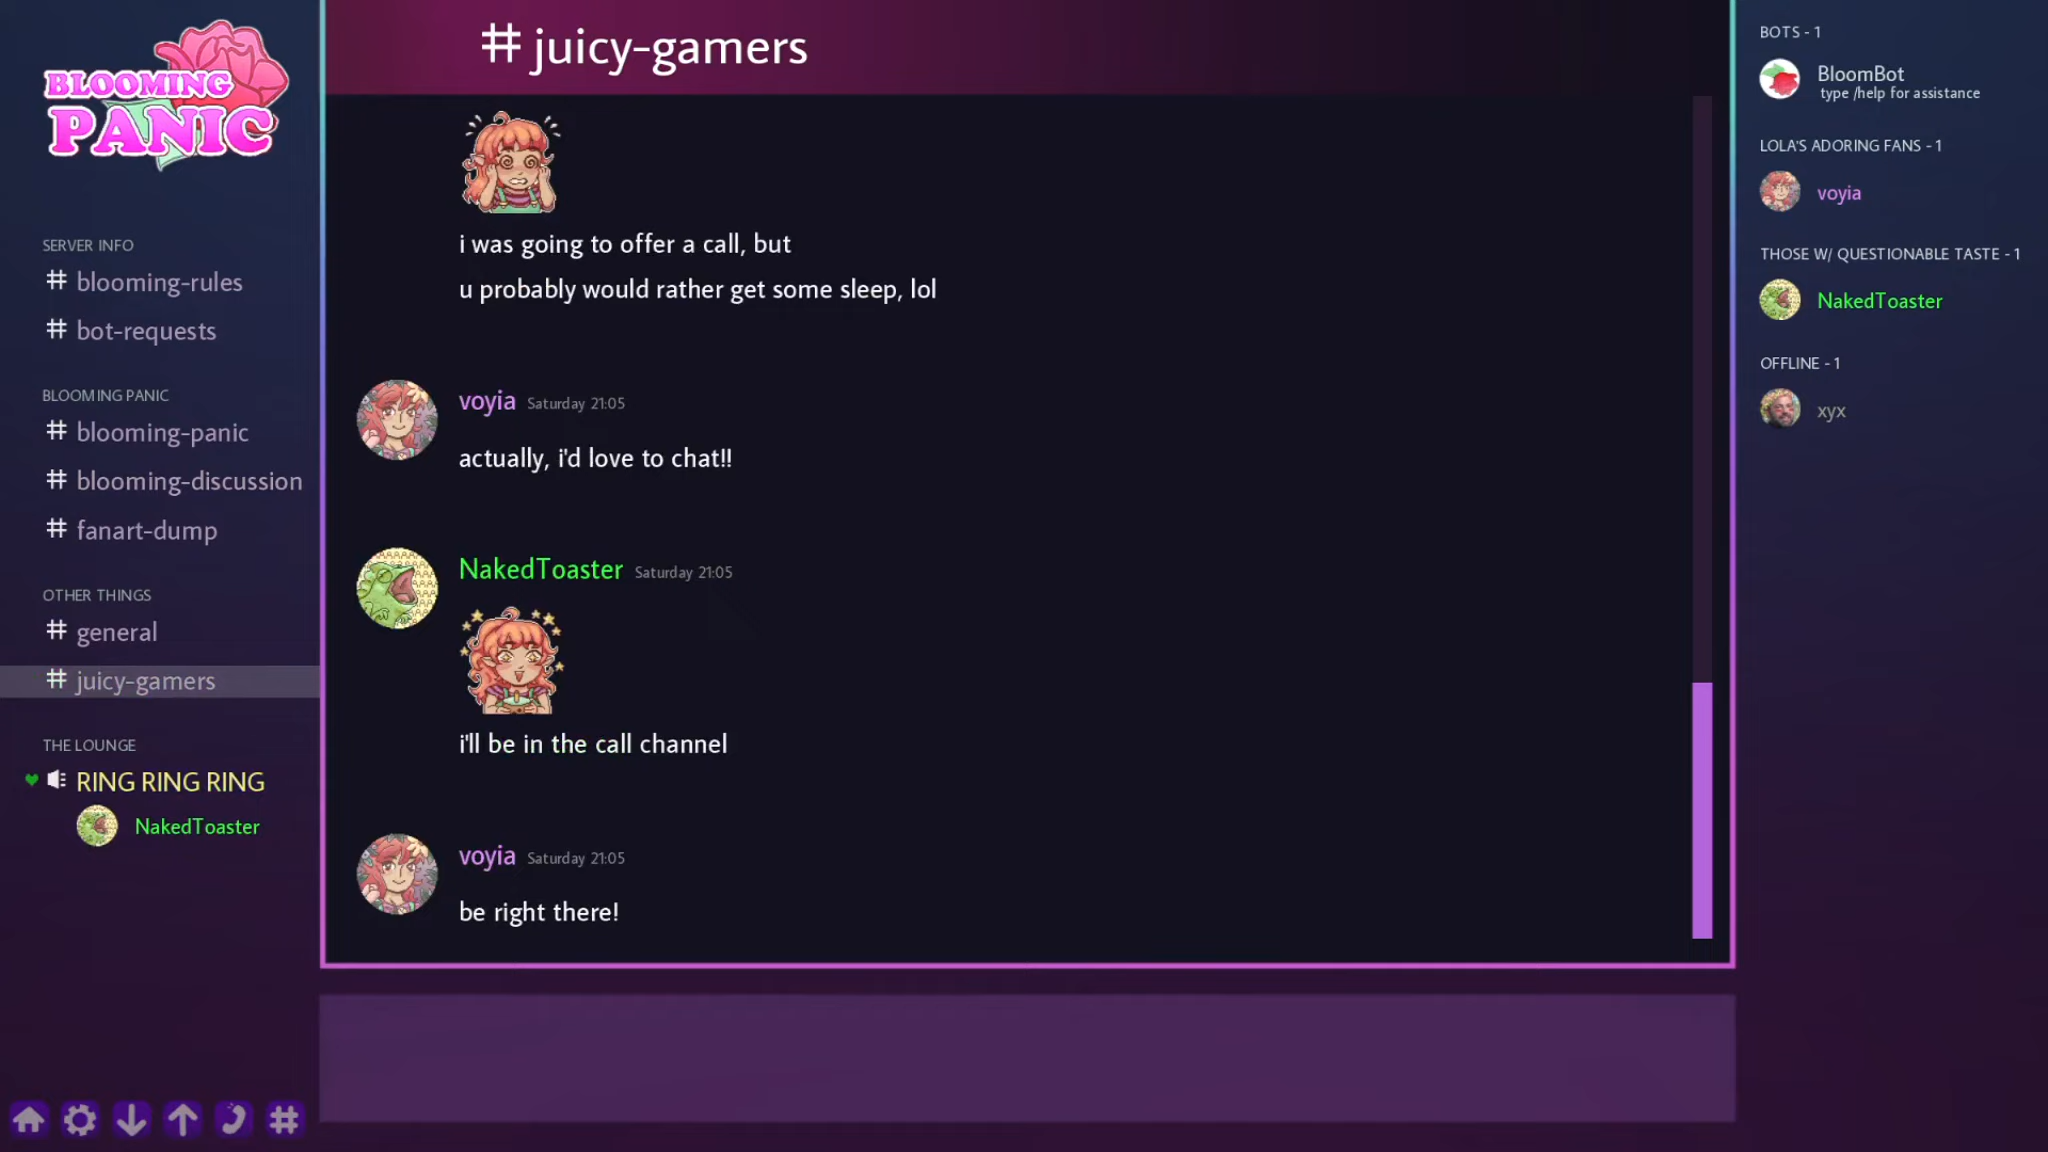 BLOOMING
PANIC
SERVER INFO
# blooming-rules
# bot-requests
BLOOMING PANIC
# blooming-panic
# blooming-discussion
# fanart-dump
OTHER THINGS
# general
# juicy-gamers
THE LOUNGE
RING RING RING
NakedToaster
# juicy-gamers
i was going to offer a call, but
u probably would rather get some sleep, lol
voyia Saturday 21:05
actually, i'd love to chat!!
NakedToaster Saturday 21:05
i'll be in the call channel
voyia Saturday 21:05
be right there!
BOTS - 1
BloomBot
type /help for assistance
LOLA'S ADORING FANS - 1
voyia
THOSE W/ QUESTIONABLE TASTE - 1
NakedToaster
OFFLINE - 1
xyx